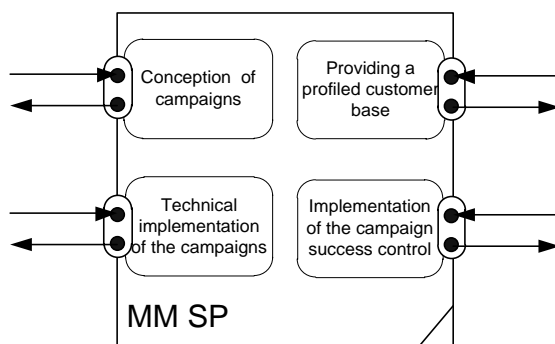 Conception of
campaigns
Providing a
profiled customer
base
Technical
implementation
of the campaigns
Implementation
of the campaign
success control
MM SP